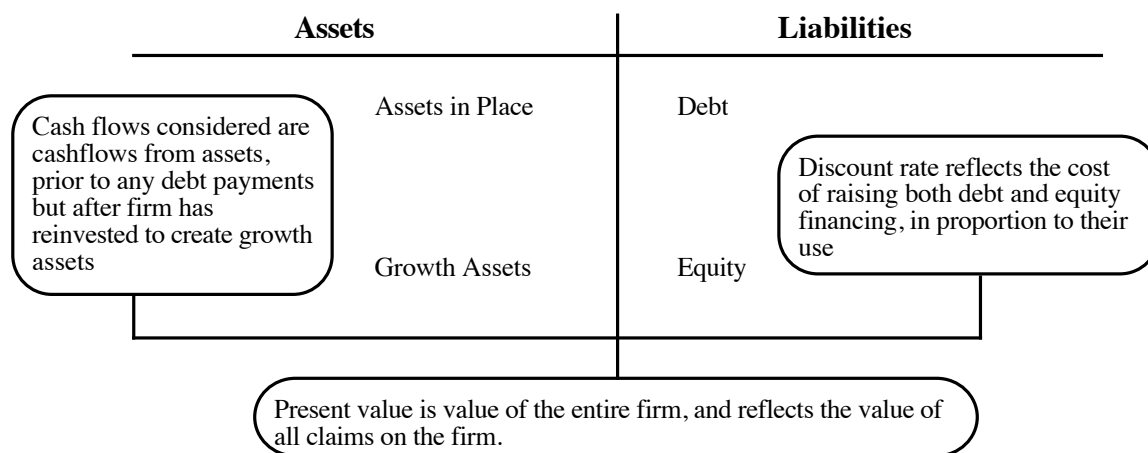 Assets
Liabilities
Assets in Place
Debt
Cash flows considered are
cashflows from assets,
prior to any debt payments
but after firm has
reinvested to create growth
assets
Discount rate reflects the cost
of raising both debt and equity
financing, in proportion to their
use
Growth Assets
Equity
Present value is value of the entire firm, and reflects the value of
all claims on the firm.